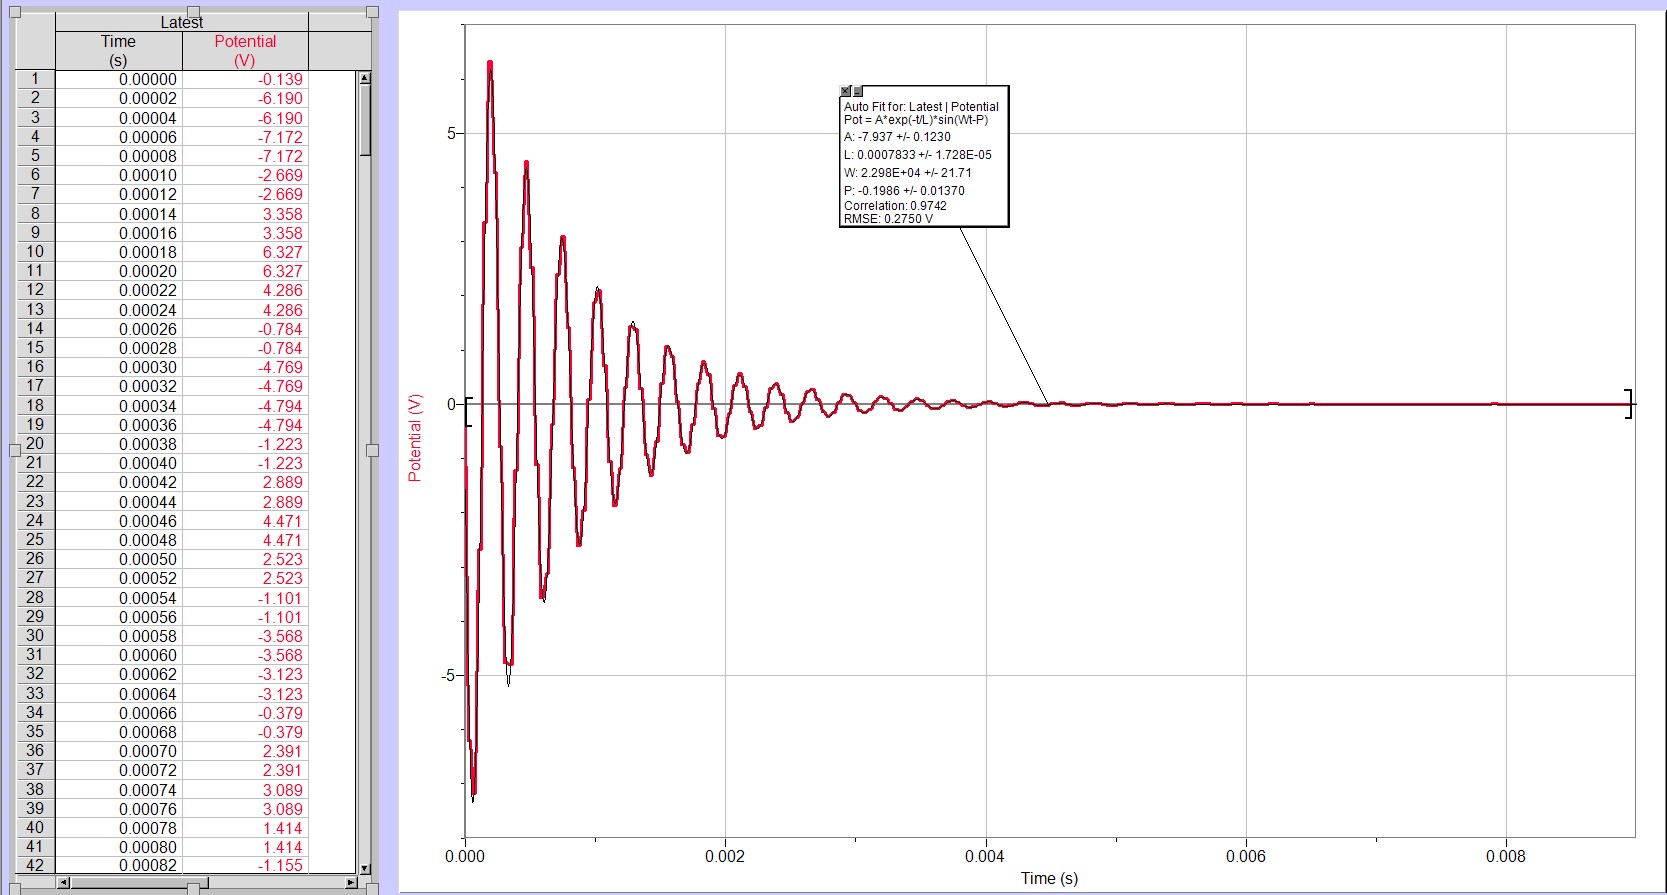 Latest
Time Potential
(s) (V)
1 0.00000 -0.139
2 0.00002 -6.190
3 0.00004 -6.190
4 0.00006 -7.172
5 0.00008 -7.172
6 0.00010 -2.669
7 0.00012 -2.669
8 0.00014 3.358
9 0.00016 3.358
10 0.00018 6.327
11 0.00020 6.327
12 0.00022 4.286
13 0.00024 4.286
14 0.00026 -0.784
15 0.00028 -0.784
16 0.00030 -4.769
17 0.00032 -4.769
18 0.00034 -4.794
19 0.00036 -4.794
20 0.00038 -1.223
21 0.00040 -1.223
22 0.00042 2.889
23 0.00044 2.889
24 0.00046 4.471
25 0.00048 4.471
26 0.00050 2.523
27 0.00052 2.523
28 0.00054 -1.101
29 0.00056 -1.101
30 0.00058 -3.568
31 0.00060 -3.568
32 0.00062 -3.123
33 0.00064 -3.123
34 0.00066 -0.379
35 0.00068 -0.379
36 0.00070 2.391
37 0.00072 2.391
38 0.00074 3.089
39 0.00076 3.089
40 0.00078 1.414
41 0.00080 1.414
42 0.00082 -1.155
Potential (V)
5
0
-5
Auto Fit for: Latest | Potential
Pot = A*exp(-t/L)*sin(Wt-P)
A: -7.937 +/- 0.1230
L: 0.0007833 +/- 1.728E-05
W: 2.298E+04 +/- 21.71
P: -0.1986 +/- 0.01370
Correlation: 0.9742
RMSE: 0.2750 V
0.000 0.002 0.004 0.006 0.008
Time (s)